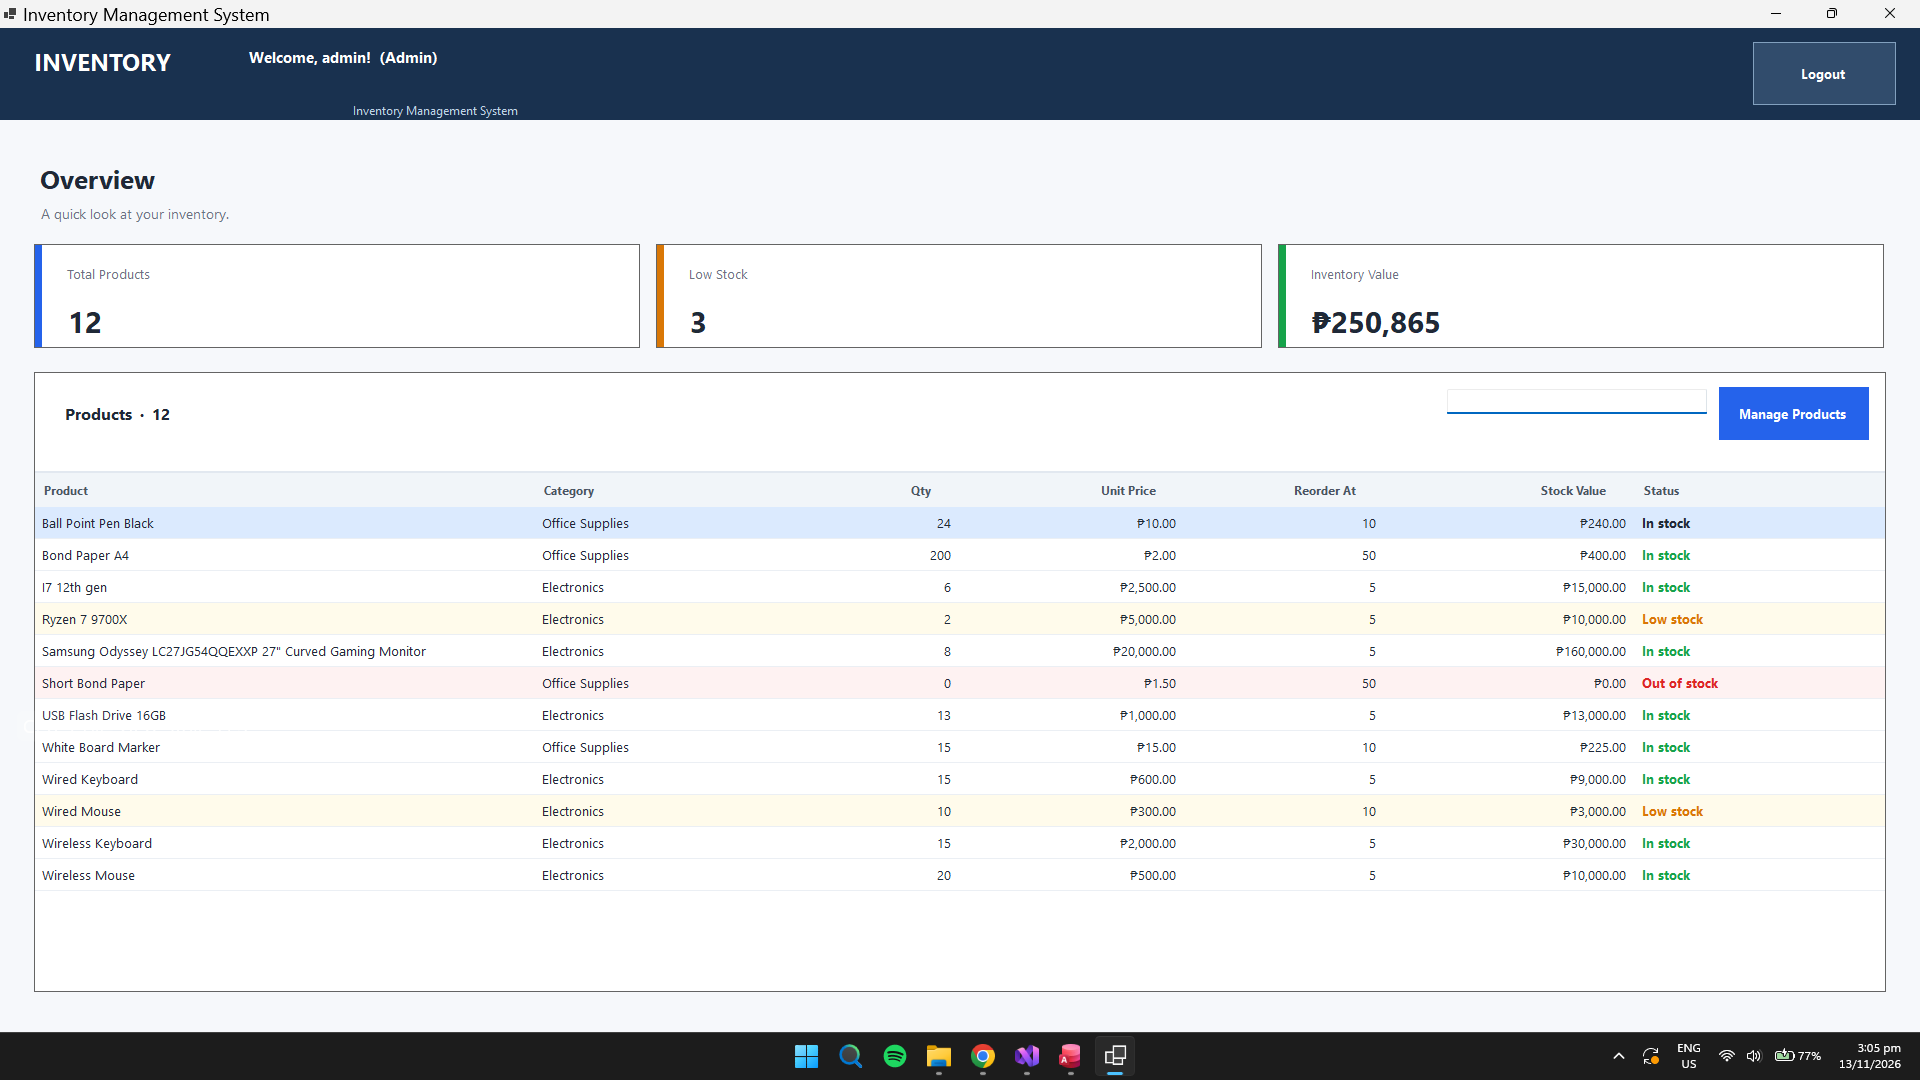 Inventory Management System
INVENTORY
Welcome, admin! (Admin)
Logout
Inventory Management System
Overview
A quick look at your inventory.
Total Products
Low Stock
Inventory Value
12
3
₱250,865
Products · 12
Manage Products
Product Category Qty Unit Price Reorder At Stock Value Status
Ball Point Pen Black Office Supplies 24 ₱10.00 10 ₱240.00 In stock
Bond Paper A4 Office Supplies 200 ₱2.00 50 ₱400.00 In stock
I7 12th gen Electronics 6 ₱2,500.00 5 ₱15,000.00 In stock
Ryzen 7 9700X Electronics 2 ₱5,000.00 5 ₱10,000.00 Low stock
Samsung Odyssey LC27JG54QQEXXP 27" Curved Gaming Monitor Electronics 8 ₱20,000.00 5 ₱160,000.00 In stock
Short Bond Paper Office Supplies 0 ₱1.50 50 ₱0.00 Out of stock
USB Flash Drive 16GB Electronics 13 ₱1,000.00 5 ₱13,000.00 In stock
White Board Marker Office Supplies 15 ₱15.00 10 ₱225.00 In stock
Wired Keyboard Electronics 15 ₱600.00 5 ₱9,000.00 In stock
Wired Mouse Electronics 10 ₱300.00 10 ₱3,000.00 Low stock
Wireless Keyboard Electronics 15 ₱2,000.00 5 ₱30,000.00 In stock
Wireless Mouse Electronics 20 ₱500.00 5 ₱10,000.00 In stock
ENG
US
77%
3:05 pm
13/11/2026